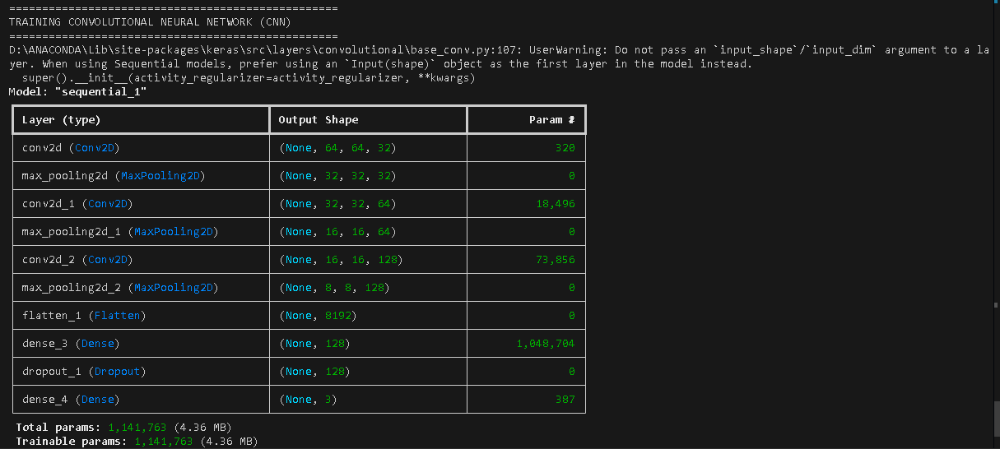 ==================================================
TRAINING CONVOLUTIONAL NEURAL NETWORK (CNN)
==================================================
D:\ANACONDA\Lib\site-packages\keras\src\layers\convolutional\base_conv.py:107: UserWarning: Do not pass an `input_shape`/`input_dim` argument to a la
yer. When using Sequential models, prefer using an `Input(shape)` object as the first layer in the model instead.
  super().__init__(activity_regularizer=activity_regularizer, **kwargs)
Model: "sequential_1"
Layer (type) Output Shape Param #
conv2d (Conv2D) (None, 64, 64, 32) 320
max_pooling2d (MaxPooling2D) (None, 32, 32, 32) 0
conv2d_1 (Conv2D) (None, 32, 32, 64) 18,496
max_pooling2d_1 (MaxPooling2D) (None, 16, 16, 64) 0
conv2d_2 (Conv2D) (None, 16, 16, 128) 73,856
max_pooling2d_2 (MaxPooling2D) (None, 8, 8, 128) 0
flatten_1 (Flatten) (None, 8192) 0
dense_3 (Dense) (None, 128) 1,048,704
dropout_1 (Dropout) (None, 128) 0
dense_4 (Dense) (None, 3) 387
Total params: 1,141,763 (4.36 MB)
Trainable params: 1,141,763 (4.36 MB)